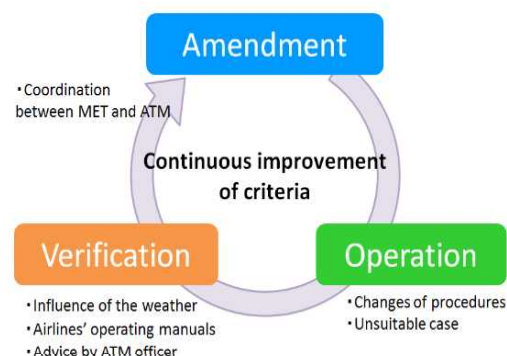 Amendment
・Coordination
between MET and ATM
Continuous improvement
of criteria
Verification
Operation
・Influence of the weather
・Airlines' operating manuals
・Advice by ATM officer
・Changes of procedures
・Unsuitable case